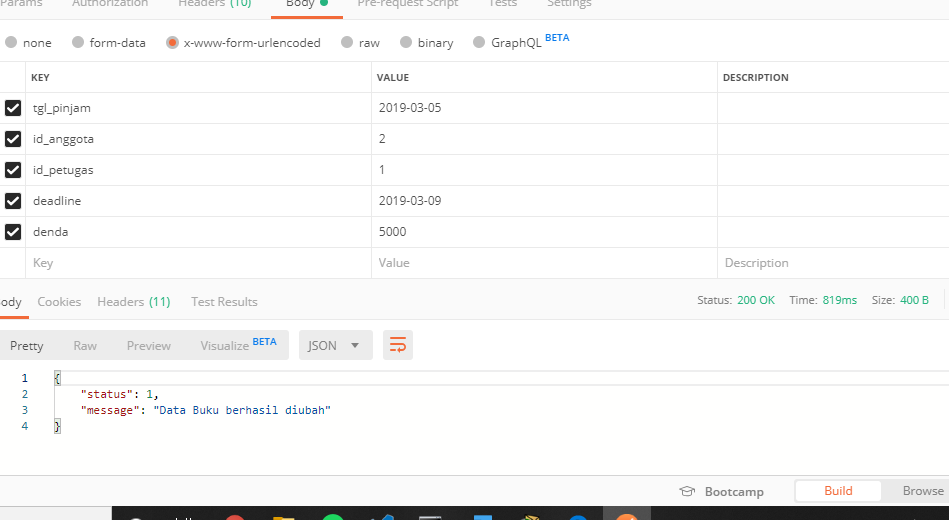 Params Authorization Headers (10) Body Pre-request Script Tests Settings
none form-data x-www-form-urlencoded raw binary GraphQL BETA
KEY VALUE DESCRIPTION
tgl_pinjam 2019-03-05
id_anggota 2
id_petugas 1
deadline 2019-03-09
denda 5000
Key Value Description
ody Cookies Headers (11) Test Results Status: 200 OK Time: 819ms Size: 400 B
Pretty Raw Preview Visualize BETA JSON
1 {
2 "status": 1,
3 "message": "Data Buku berhasil diubah"
4 }
Bootcamp Build Browse